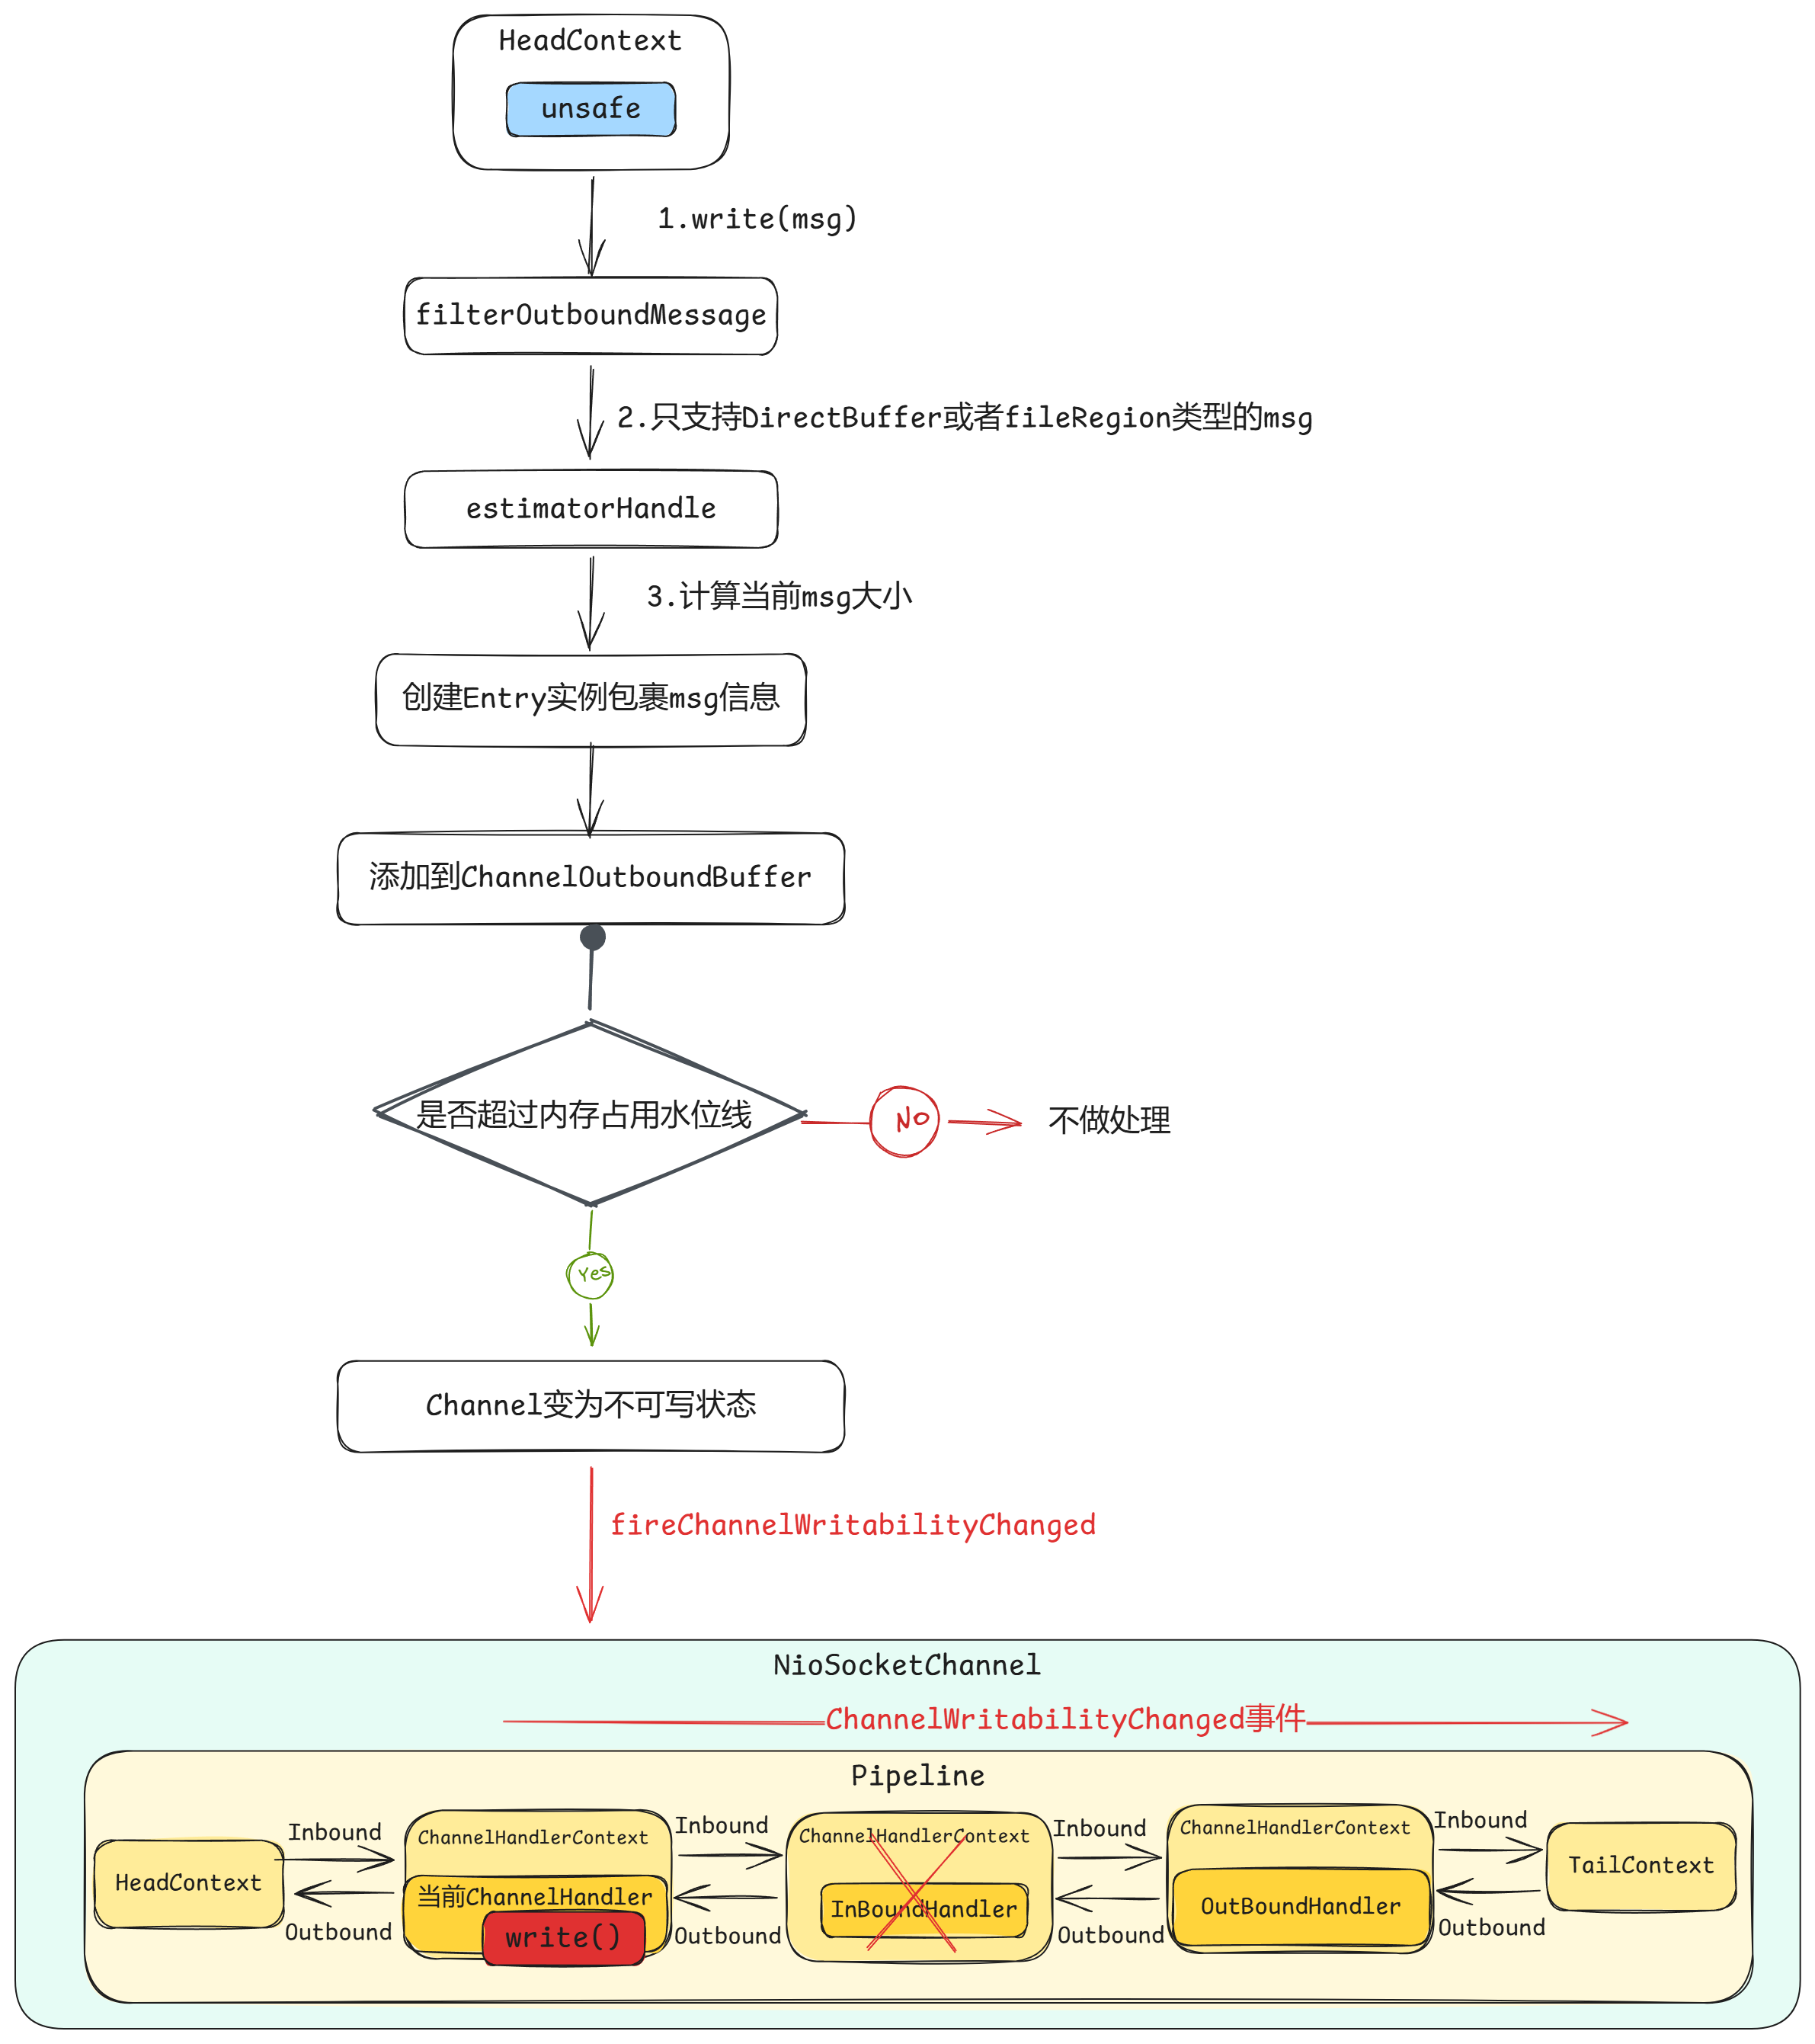 HeadContext
unsafe
1.write(msg)
filterOutboundMessage
2.只支持DirectBuffer或者fileRegion类型的msg
estimatorHandle
3.计算当前msg大小
创建Entry实例包裹msg信息
添加到ChannelOutboundBuffer
是否超过内存占用水位线
No
不做处理
Yes
Channel变为不可写状态
fireChannelWritabilityChanged
NioSocketChannel
ChannelWritabilityChanged事件
Pipeline
HeadContext
Inbound
Outbound
ChannelHandlerContext
当前ChannelHandler
write()
Inbound
Outbound
ChannelHandlerContext
InBoundHandler
Inbound
Outbound
ChannelHandlerContext
OutBoundHandler
Inbound
Outbound
TailContext